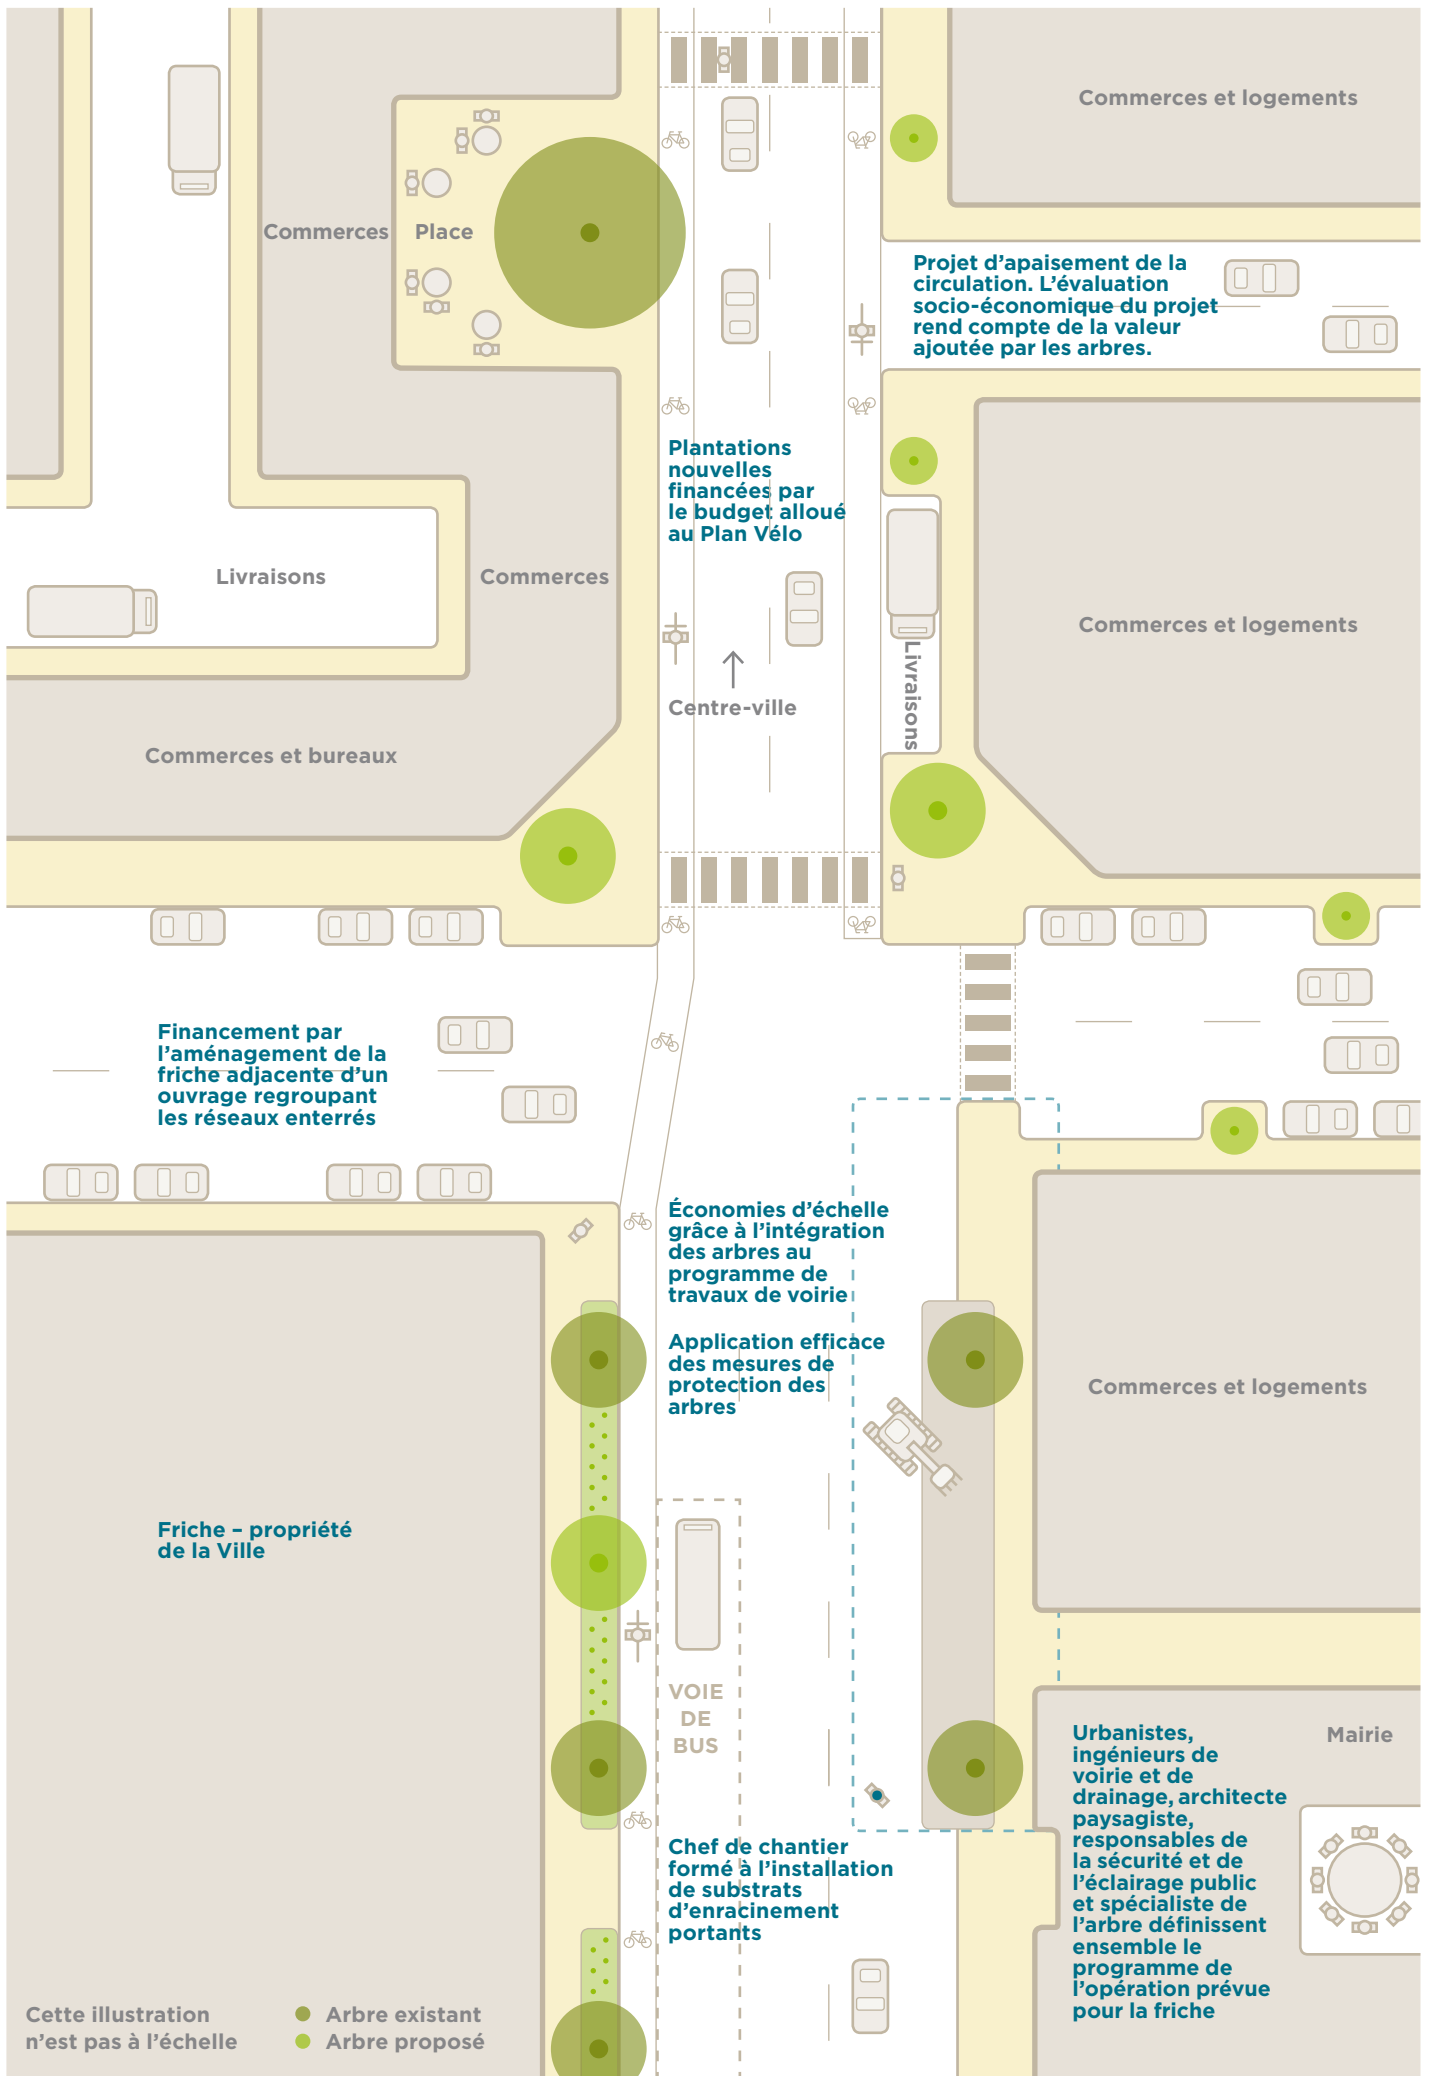 Commerces et logements
Commerces
Place
Projet d'apaisement de la
circulation. L'évaluation
socio-économique du projet
rend compte de la valeur
ajoutée par les arbres.
Plantations
nouvelles
financées par
le budget alloué
au Plan Vélo
Livraisons
Commerces
Commerces et logements
Livraisons
Centre-ville
Commerces et bureaux
Financement par
l'aménagement de la
friche adjacente d'un
ouvrage regroupant
les réseaux enterrés
Économies d'échelle
grâce à l'intégration
des arbres au
programme de
travaux de voirie
Application efficace
des mesures de
protection des
arbres
Commerces et logements
Friche – propriété
de la Ville
VOIE
DE
BUS
Urbanistes,
ingénieurs de
voirie et de
drainage, architecte
paysagiste,
responsables de
la sécurité et de
l'éclairage public
et spécialiste de
l'arbre définissent
ensemble le
programme de
l'opération prévue
pour la friche
Mairie
Chef de chantier
formé à l'installation
de substrats
d'enracinement
portants
Cette illustration
n'est pas à l'échelle
Arbre existant
Arbre proposé